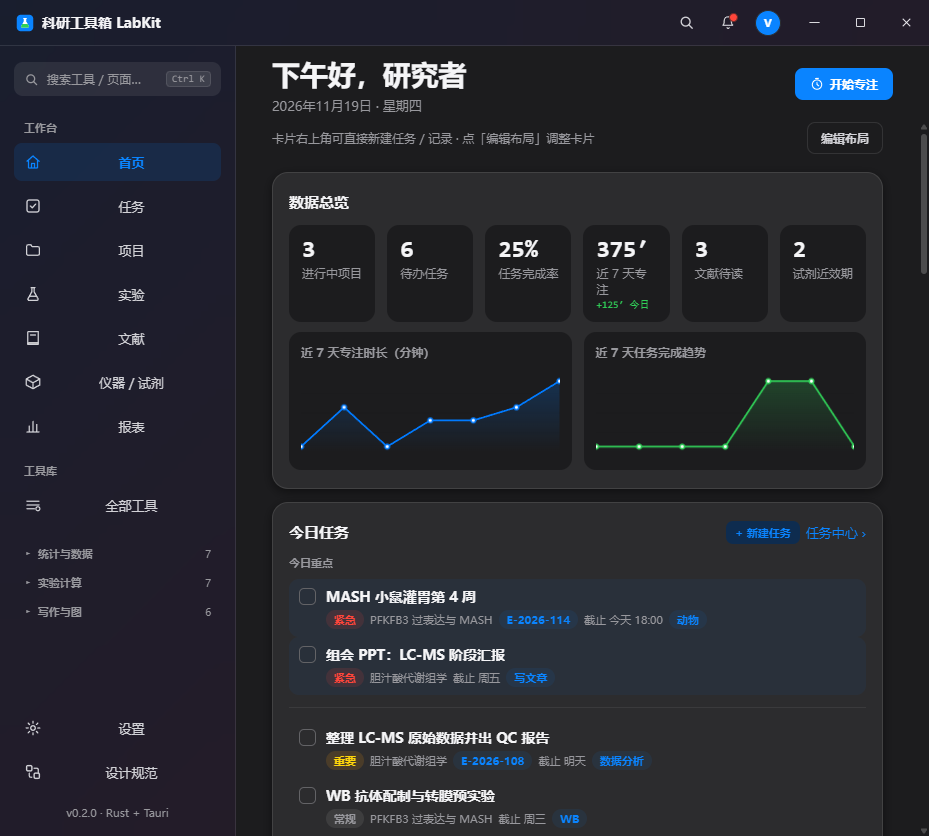 科研工具箱 LabKit
V
搜索工具 / 页面... Ctrl K
工作台
首页
任务
项目
实验
文献
仪器 / 试剂
报表
工具库
全部工具
统计与数据 7
实验计算 7
写作与图 6
设置
设计规范
v0.2.0 · Rust + Tauri
下午好，研究者
2026年11月19日 · 星期四
开始专注
卡片右上角可直接新建任务 / 记录 · 点「编辑布局」调整卡片
编辑布局
数据总览
3
进行中项目
6
待办任务
25%
任务完成率
375′
近 7 天专
注
+125′ 今日
3
文献待读
2
试剂近效期
近 7 天专注时长（分钟）
近 7 天任务完成趋势
今日任务
+ 新建任务 任务中心 ›
今日重点
MASH 小鼠灌胃第 4 周
紧急 PFKFB3 过表达与 MASH E-2026-114 截止 今天 18:00 动物
组会 PPT：LC-MS 阶段汇报
紧急 胆汁酸代谢组学 截止 周五 写文章
整理 LC-MS 原始数据并出 QC 报告
重要 胆汁酸代谢组学 E-2026-108 截止 明天 数据分析
WB 抗体配制与转膜预实验
常规 PFKFB3 过表达与 MASH 截止 周三 WB